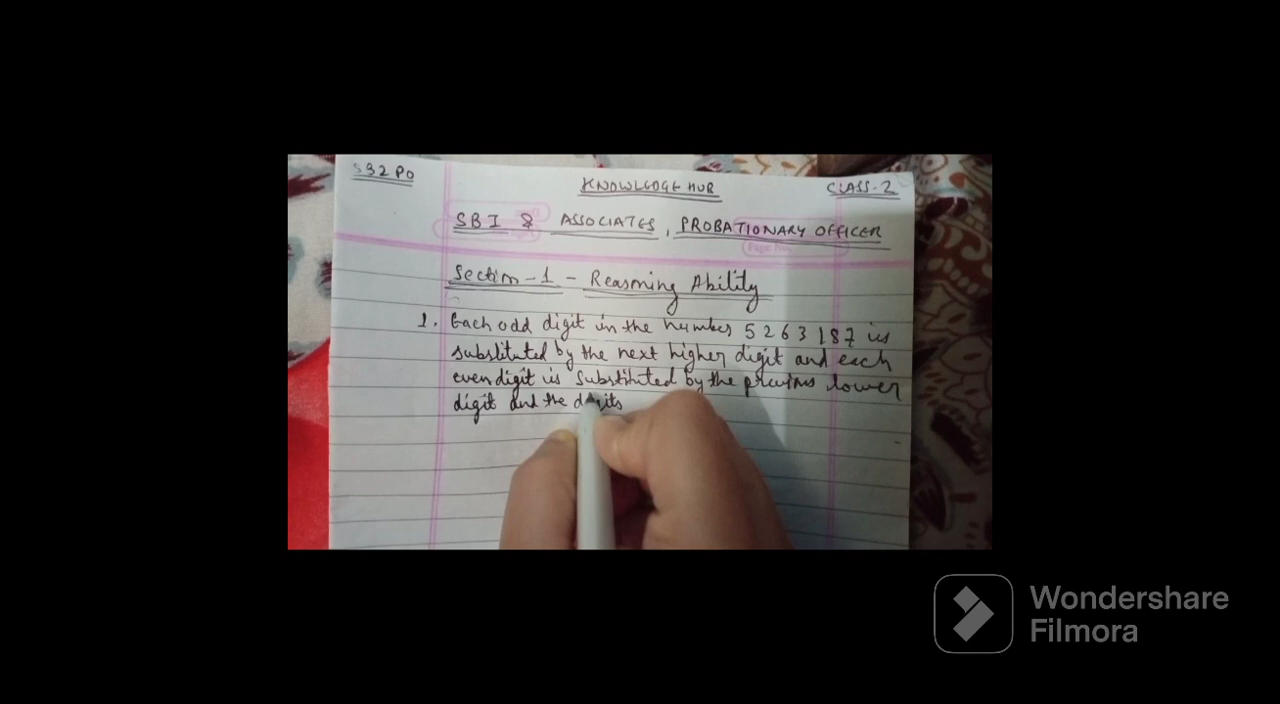 SB2 PO
KNOWLEDGE HUB
CLASS-2
SBI & ASSOCIATES, PROBATIONARY OFFICER
Section-1 - Reasoning Ability
1. Each odd digit in the number 5263187 is
substituted by the next higher digit and each
even digit is substituted by the previous lower
digit and the digits
Wondershare
Filmora